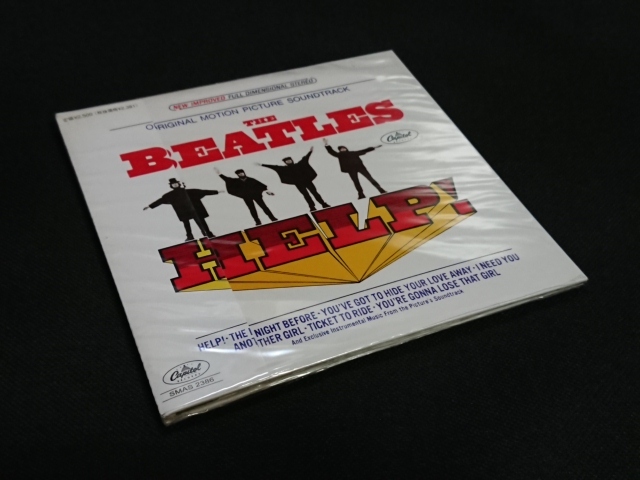 NEW IMPROVED FULL DIMENSIONAL STEREO
ORIGINAL MOTION PICTURE SOUNDTRACK
THE
BEATLES
Capitol
HELP!
HELP! · THE NIGHT BEFORE · YOU'VE GOT TO HIDE YOUR LOVE AWAY · I NEED YOU
ANOTHER GIRL · TICKET TO RIDE · YOU'RE GONNA LOSE THAT GIRL
And Exclusive Instrumental Music From the Picture's Soundtrack
Capitol
RECORDS
SMAS 2386